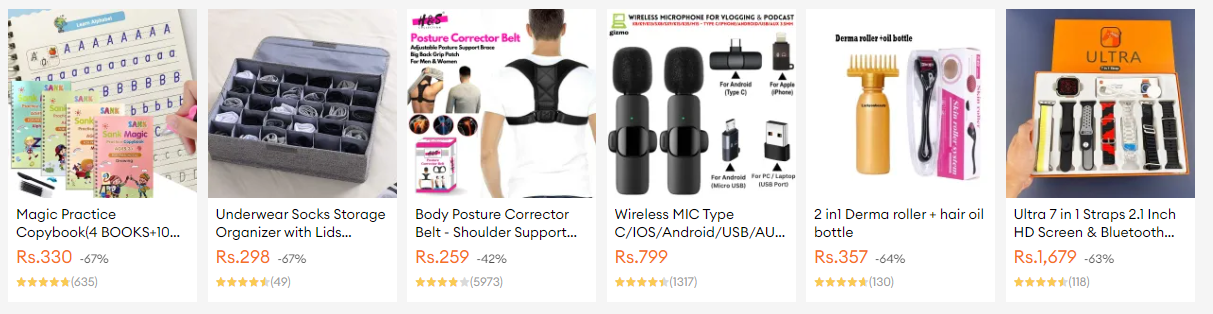 Learn Alphabet
SANK
Sank Magic
Magic Practice
Copybook(4 BOOKS+10...
Rs.330 -67%
(635)
Underwear Socks Storage
Organizer with Lids...
Rs.298 -67%
(49)
H&S
Posture Corrector
Belt
Adjustable Posture Support Brace
Big Back Grip Patch
For Men & Women
Body Posture Corrector
Belt - Shoulder Support...
Rs.259 -42%
(5973)
WIRELESS MICROPHONE FOR VLOGGING & PODCAST
gizmo
For Android
(Type C)
For Apple
(iPhone)
For Android
(Micro USB)
For PC / Laptop
(USB Port)
Wireless MIC Type
C/IOS/Android/USB/AU...
Rs.799
(1317)
Derma roller +oil bottle
Skin roller system
2 in1 Derma roller + hair oil
bottle
Rs.357 -64%
(130)
ULTRA
Ultra 7 in 1 Straps 2.1 Inch
HD Screen & Bluetooth...
Rs.1,679 -63%
(118)